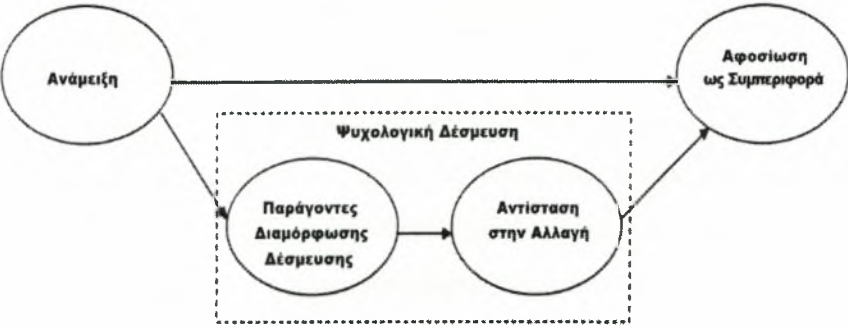 Ανάμειξη
Αφοσίωση
ως Συμπεριφορά
Ψυχολογική Δέσμευση
Παράγοντες
Διαμόρφωσης
Δέσμευσης
Αντίσταση
στην Αλλαγή